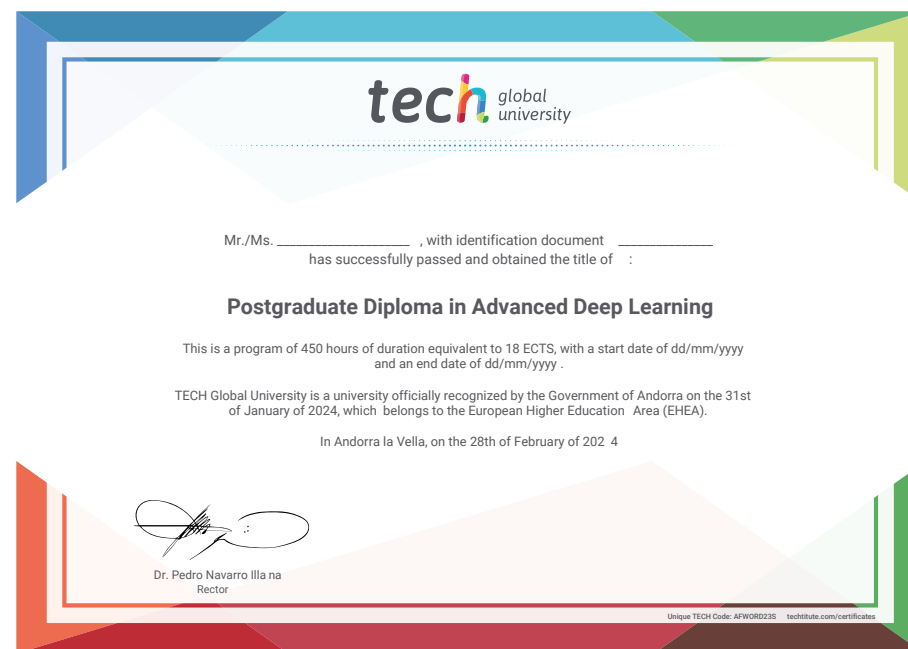 tech global university
Mr./Ms. _____________________ , with identification document _______________
has successfully passed and obtained the title of :
Postgraduate Diploma in Advanced Deep Learning
This is a program of 450 hours of duration equivalent to 18 ECTS, with a start date of dd/mm/yyyy
and an end date of dd/mm/yyyy .
TECH Global University is a university officially recognized by the Government of Andorra on the 31st
of January of 2024, which belongs to the European Higher Education Area (EHEA).
In Andorra la Vella, on the 28th of February of 202 4
Dr. Pedro Navarro Illa na
Rector
Unique TECH Code: AFWORD23S techtitute.com/certificates